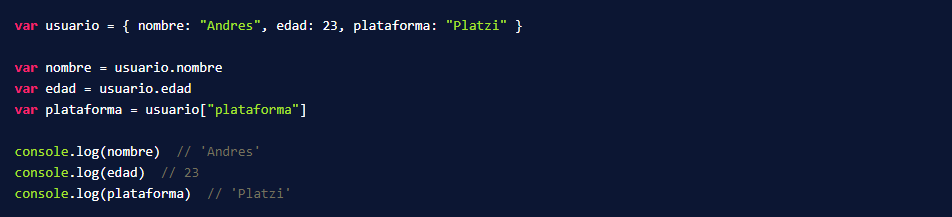 var usuario = { nombre: "Andres", edad: 23, plataforma: "Platzi" }
var nombre = usuario.nombre
var edad = usuario.edad
var plataforma = usuario["plataforma"]
console.log(nombre)  // 'Andres'
console.log(edad)  // 23
console.log(plataforma)  // 'Platzi'